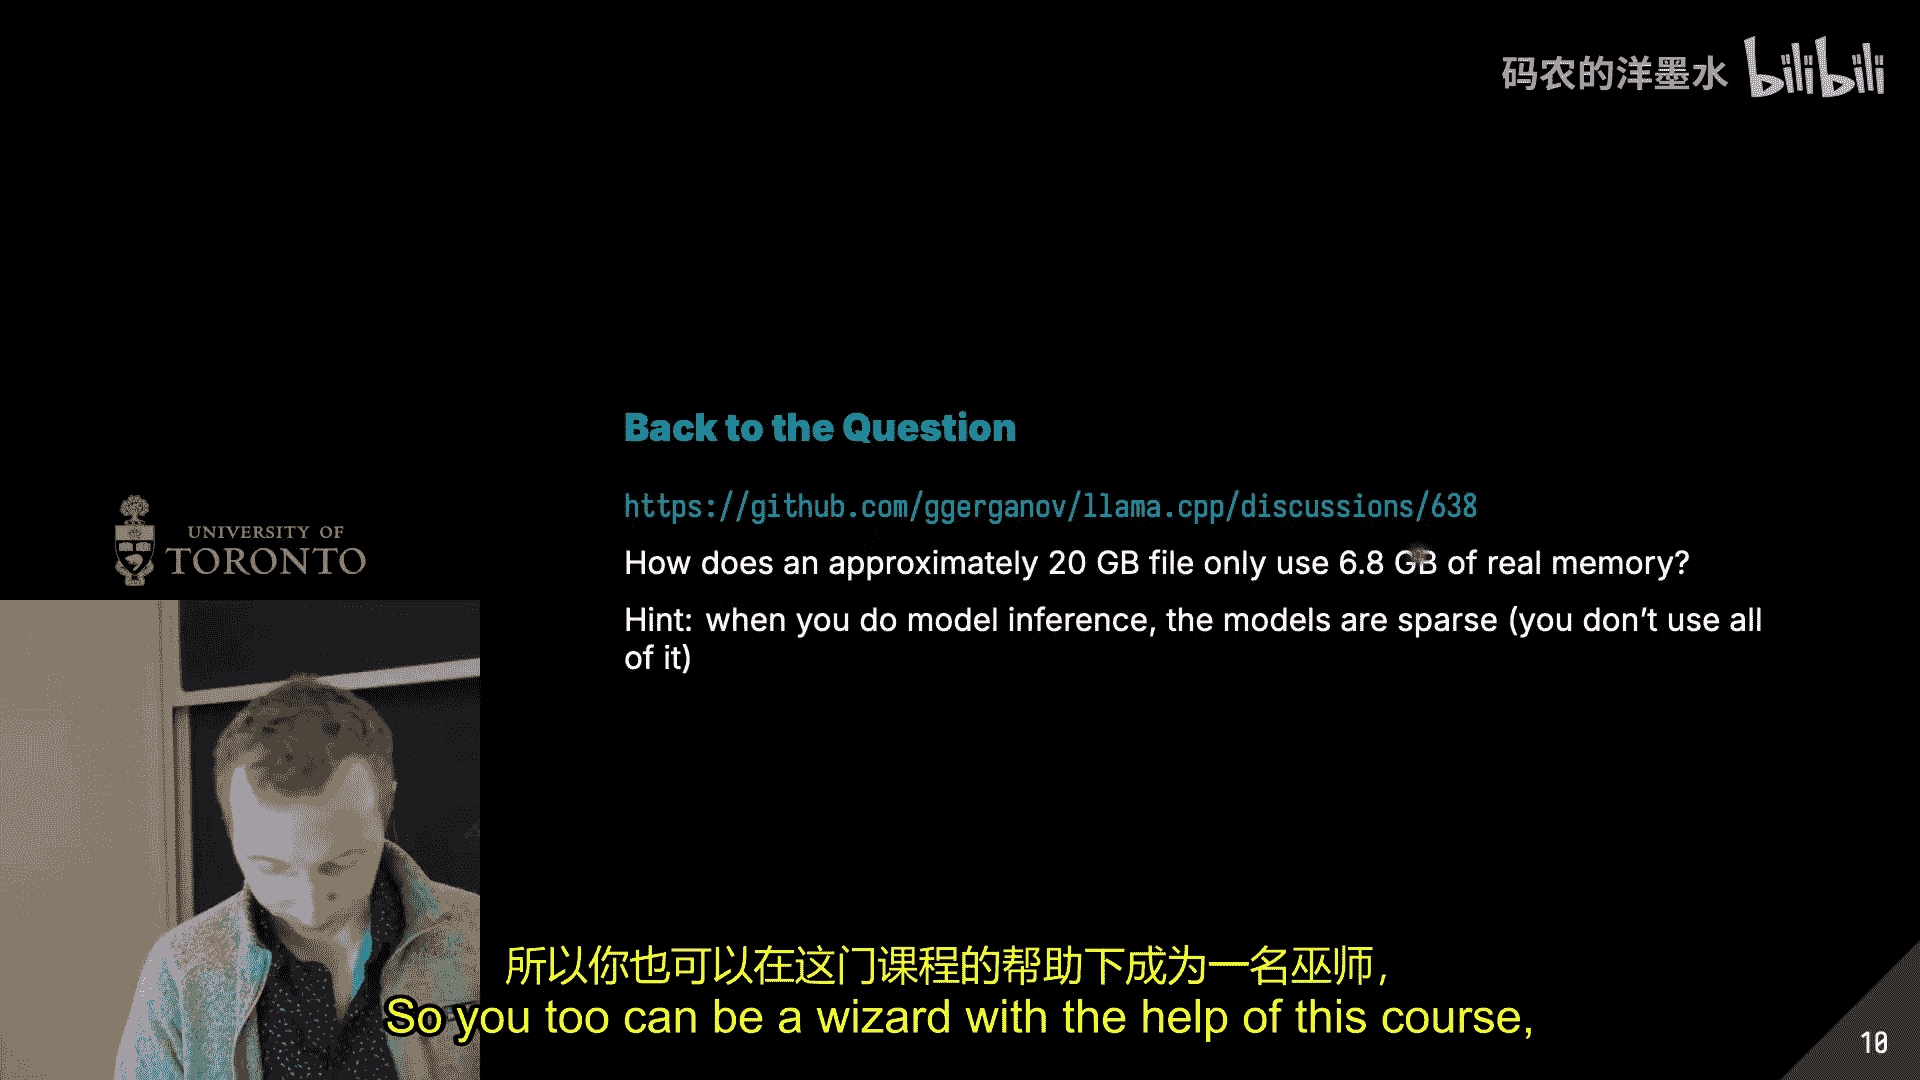 码农的洋墨水 bilibili
Back to the Question
https://github.com/ggerganov/llama.cpp/discussions/638
How does an approximately 20 GB file only use 6.8 GB of real memory?
Hint: when you do model inference, the models are sparse (you don’t use all
of it)
UNIVERSITY OF
TORONTO
所以你也可以在这门课程的帮助下成为一名巫师，
So you too can be a wizard with the help of this course,
10